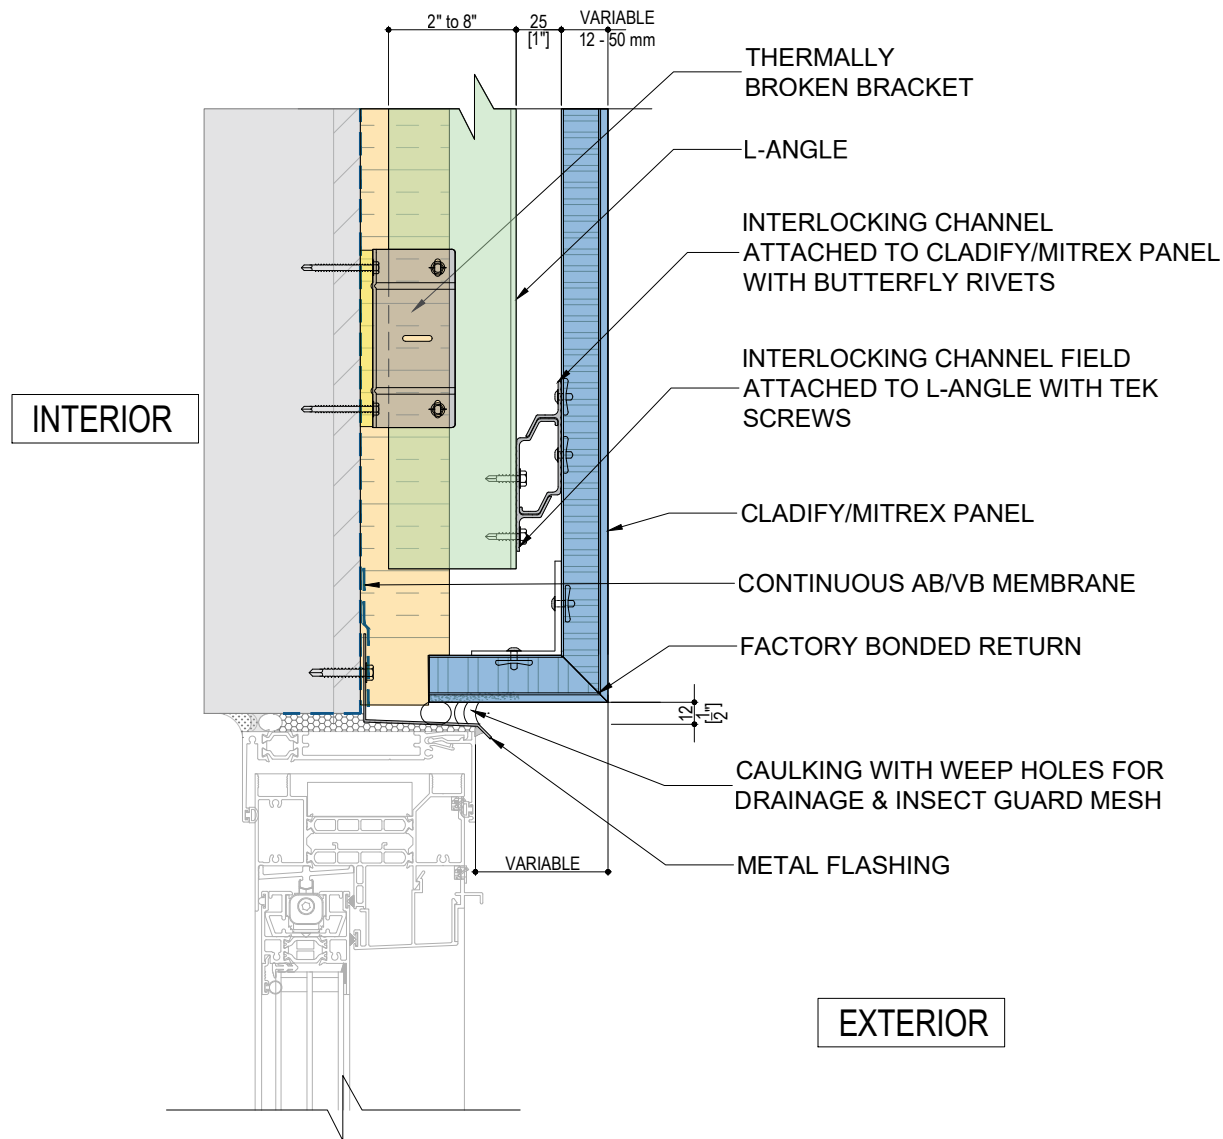 2" to 8"
25
[1"]
VARIABLE
12 - 50 mm
THERMALLY
BROKEN BRACKET
L-ANGLE
INTERLOCKING CHANNEL
ATTACHED TO CLADIFY/MITREX PANEL
WITH BUTTERFLY RIVETS
INTERLOCKING CHANNEL FIELD
ATTACHED TO L-ANGLE WITH TEK
SCREWS
INTERIOR
CLADIFY/MITREX PANEL
CONTINUOUS AB/VB MEMBRANE
FACTORY BONDED RETURN
12
[1/2"]
CAULKING WITH WEEP HOLES FOR
DRAINAGE & INSECT GUARD MESH
VARIABLE
METAL FLASHING
EXTERIOR